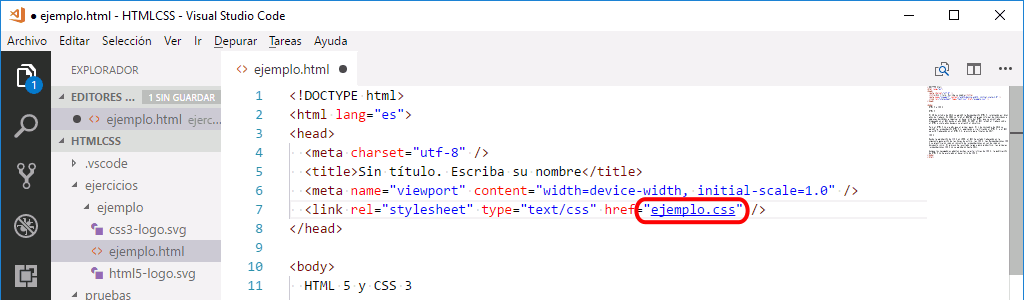 ● ejemplo.html - HTMLCSS - Visual Studio Code
Archivo Editar Selección Ver Ir Depurar Tareas Ayuda
EXPLORADOR
EDITORES ... 1 SIN GUARDAR
● ejemplo.html ejerc...
HTMLCSS
.vscode
ejercicios
ejemplo
css3-logo.svg
<> ejemplo.html
html5-logo.svg
pruebas
1
<> ejemplo.html ●
1 <!DOCTYPE html>
2 <html lang="es">
3 <head>
4 <meta charset="utf-8" />
5 <title>Sin título. Escriba su nombre</title>
6 <meta name="viewport" content="width=device-width, initial-scale=1.0" />
7 <link rel="stylesheet" type="text/css" href="ejemplo.css" />
8 </head>
9
10 <body>
11 HTML 5 y CSS 3